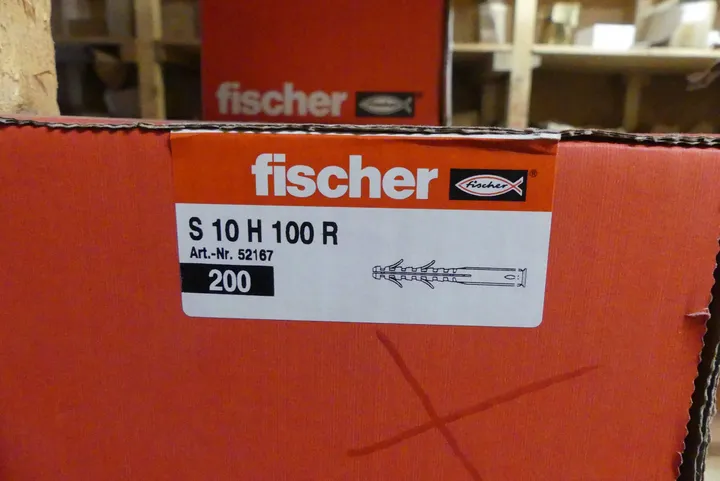 fischer
fischer fischer®
S 10 H 100 R
Art.-Nr. 52167
200